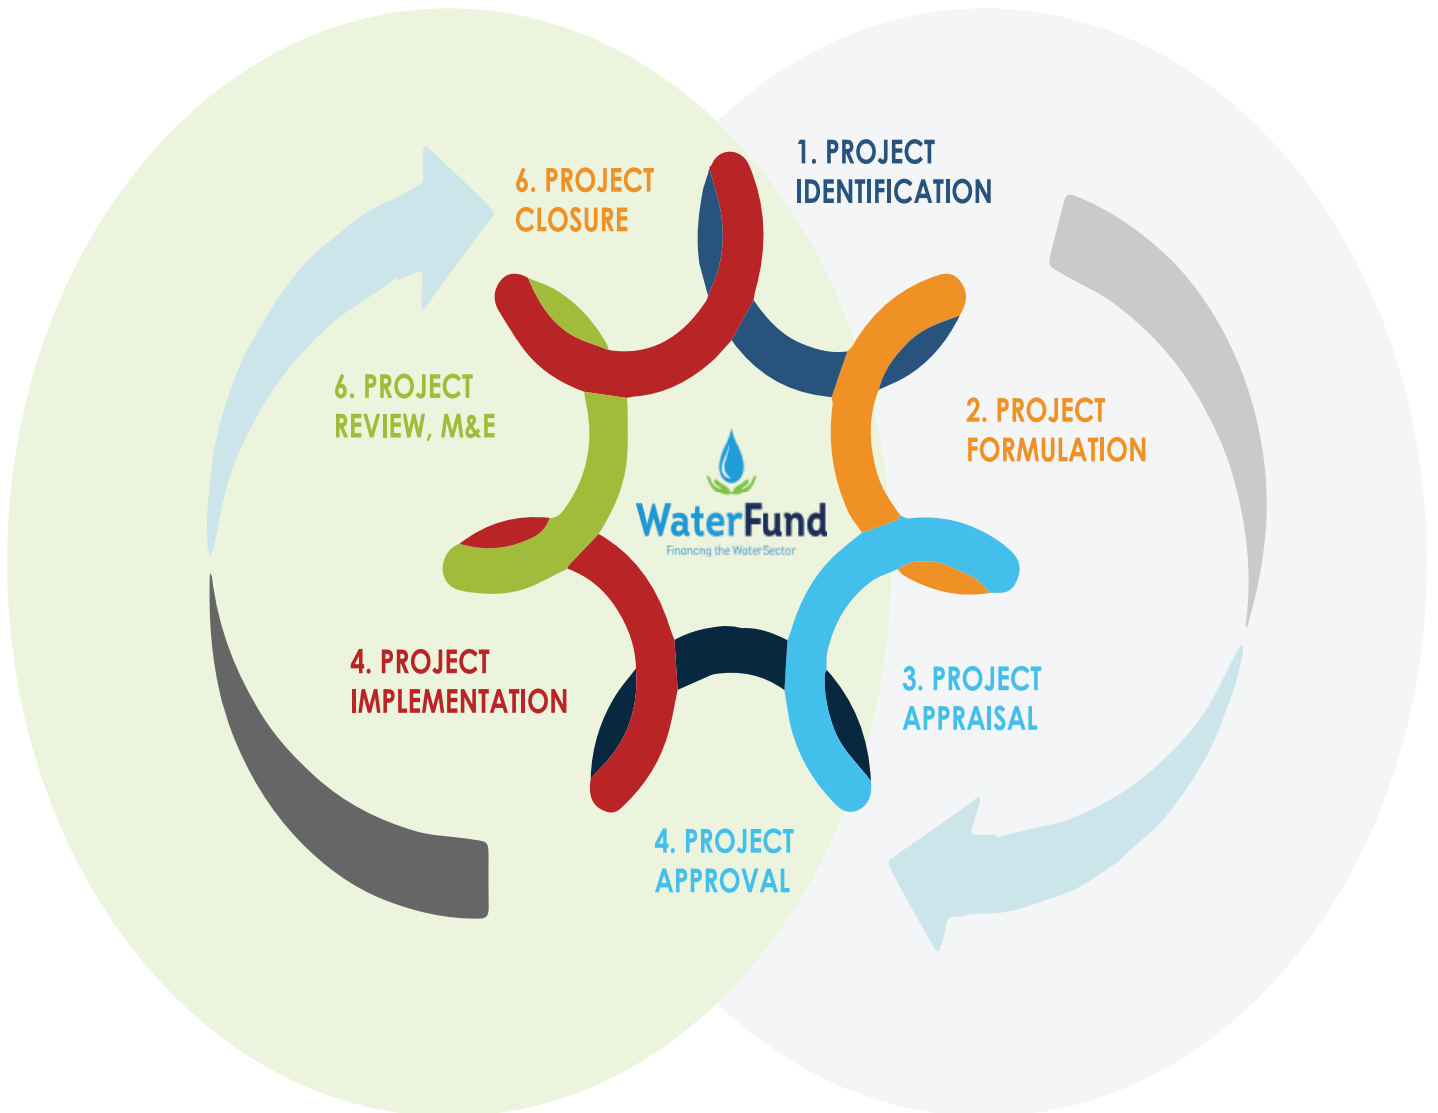 1. PROJECT
IDENTIFICATION
2. PROJECT
FORMULATION
3. PROJECT
APPRAISAL
4. PROJECT
APPROVAL
4. PROJECT
IMPLEMENTATION
6. PROJECT
REVIEW, M&E
6. PROJECT
CLOSURE
WaterFund
Financing the Water Sector